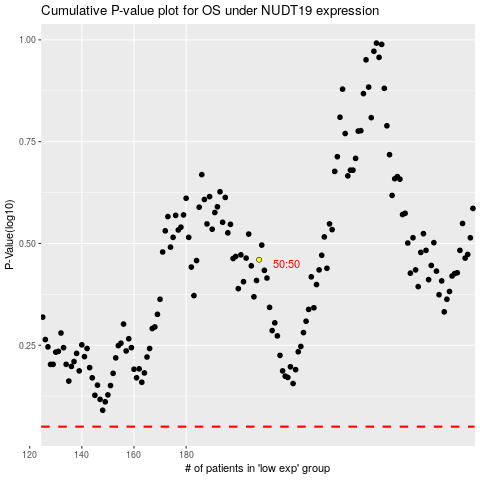 Cumulative P-value plot for OS under NUDT19 expression
1.00
0.75
P-Value(log10)
0.50
50:50
0.25
120 140 160 180
# of patients in 'low exp' group